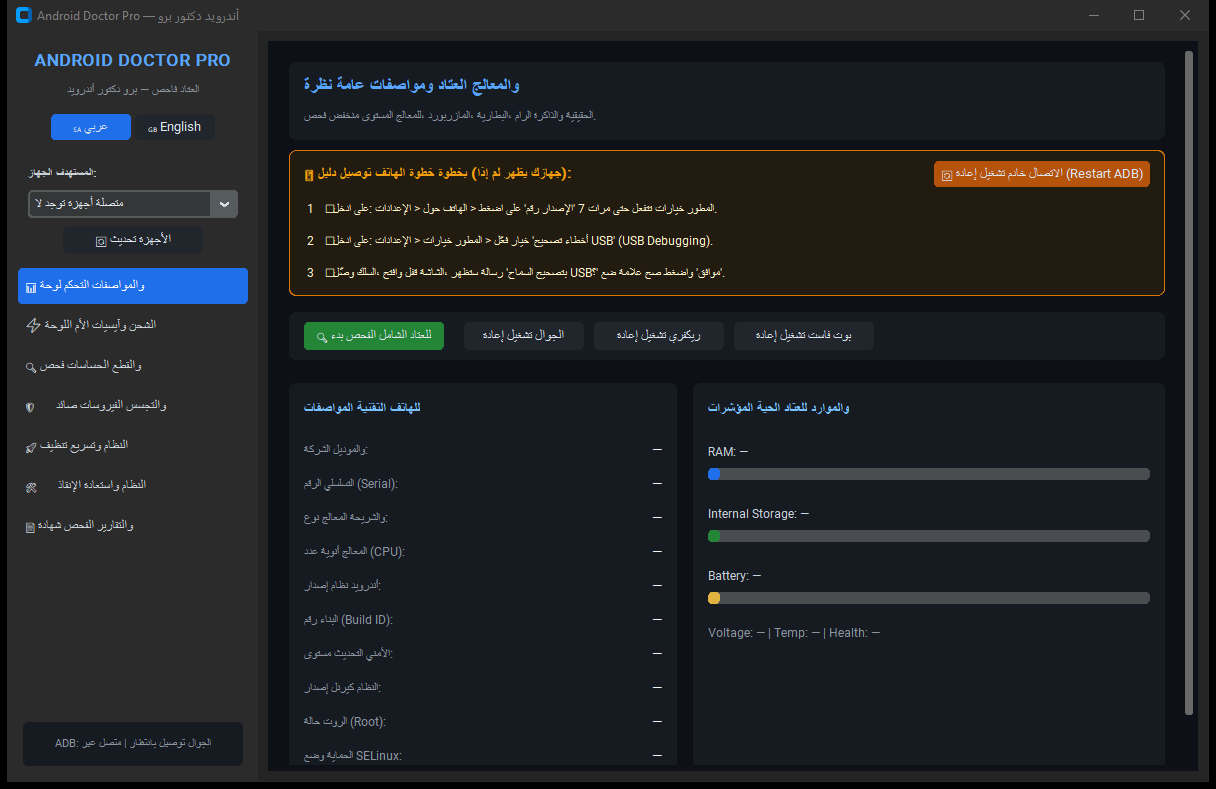 Android Doctor Pro — أندرويد دكتور برو
ANDROID DOCTOR PRO
العتاد فاحص — برو دكتور أندرويد
SA عربي
GB English
المستهدف الجهاز:
متصلة أجهزة توجد لا
الأجهزة تحديث
والمواصفات التحكم لوحة
الشحن وآيسيات الأم اللوحة
والقطع الحساسات فحص
والتجسس الفيروسات صائد
النظام وتسريع تنظيف
النظام واستعادة الإنقاذ
والتقارير الفحص شهادة
ADB: الجوال توصيل بانتظار | متصل غير
والمعالج العتاد ومواصفات عامة نظرة
الحقيقية والذاكرة الرام ،البطارية ،المازربورد ،للمعالج المستوى منخفض فحص.
(جهازك يظهر لم إذا) بخطوة خطوة الهاتف توصيل دليل:
الاتصال خادم تشغيل إعادة (Restart ADB)
1 المطور خيارات تتفعل حتى مرات 7 'الإصدار رقم' على اضغط < الهاتف حول < الإعدادات :على ادخل.
2 أخطاء تصحيح' خيار فعّل < المطور خيارات < الإعدادات :على ادخل USB' (USB Debugging).
3 'موافق' واضغط صح علامة ضع '؟USB بتصحيح السماح' رسالة ستظهر ،الشاشة قفل وافتح ،السلك وصّل.
للعتاد الشامل الفحص بدء
الجوال تشغيل إعادة
ريكفري تشغيل إعادة
بوت فاست تشغيل إعادة
للهاتف التقنية المواصفات
والموديل الشركة: —
التسلسلي الرقم (Serial): —
والشريحة المعالج نوع: —
المعالج أنوية عدد (CPU): —
أندرويد نظام إصدار: —
البناء رقم (Build ID): —
الأمني التحديث مستوى: —
النظام كيرنل إصدار: —
الروت حالة (Root): —
الحماية وضع SELinux: —
والموارد للعتاد الحية المؤشرات
RAM: —
Internal Storage: —
Battery: —
Voltage: — | Temp: — | Health: —